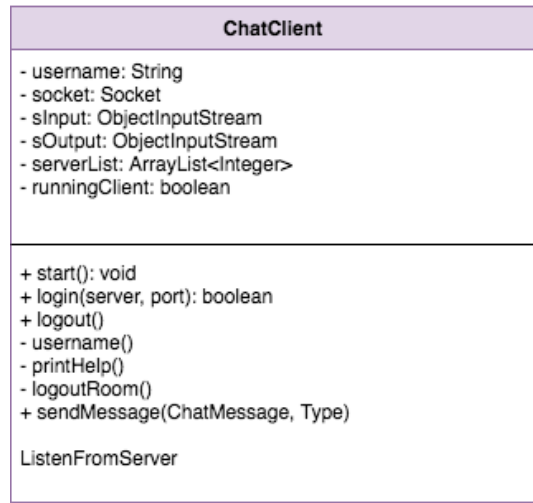 ChatClient
- username: String
- socket: Socket
- sInput: ObjectInputStream
- sOutput: ObjectInputStream
- serverList: ArrayList<Integer>
- runningClient: boolean
+ start(): void
+ login(server, port): boolean
+ logout()
- username()
- printHelp()
- logoutRoom()
+ sendMessage(ChatMessage, Type)
ListenFromServer